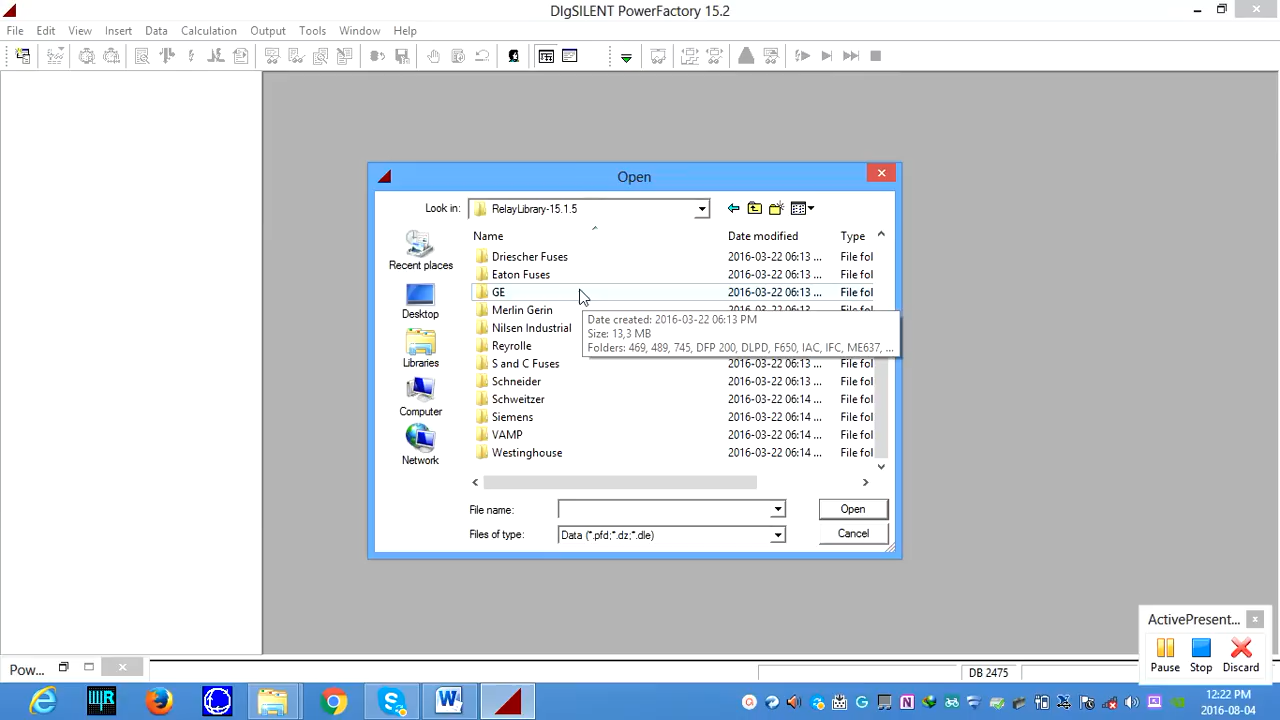 DIgSILENT PowerFactory 15.2
File Edit View Insert Data Calculation Output Tools Window Help
Open
Look in: RelayLibrary-15.1.5
Name Date modified Type
Recent places
Desktop
Libraries
Computer
Network
Driescher Fuses 2016-03-22 06:13 ... File fol
Eaton Fuses 2016-03-22 06:13 ... File fol
GE 2016-03-22 06:13 ... File fol
Merlin Gerin
Nilsen Industrial
Reyrolle
Date created: 2016-03-22 06:13 PM
Size: 13,3 MB
Folders: 469, 489, 745, DFP 200, DLPD, F650, IAC, IFC, ME637, ...
S and C Fuses 2016-03-22 06:13 ... File fol
Schneider 2016-03-22 06:13 ... File fol
Schweitzer 2016-03-22 06:14 ... File fol
Siemens 2016-03-22 06:14 ... File fol
VAMP 2016-03-22 06:14 ... File fol
Westinghouse 2016-03-22 06:14 ... File fol
File name: Open
Files of type: Data (*.pfd;*.dz;*.dle) Cancel
ActivePresent...
Pause Stop Discard
Pow...
DB 2475
12:22 PM
2016-08-04